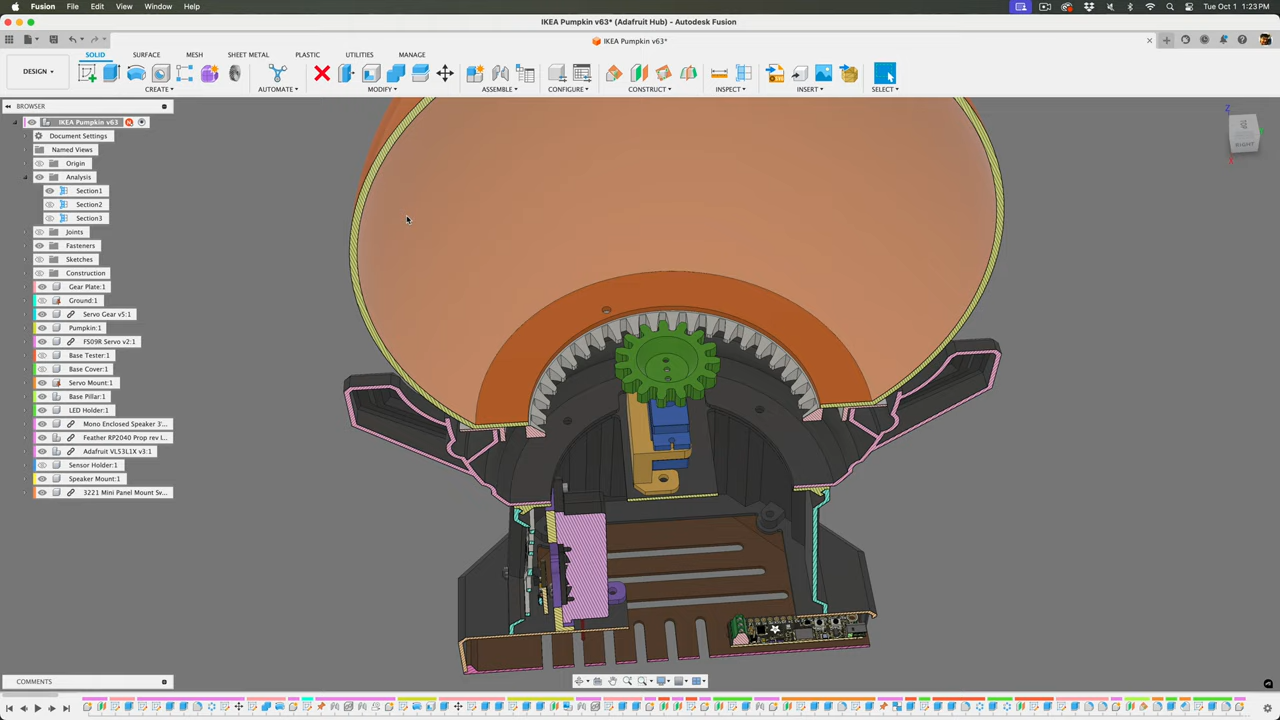 Fusion File Edit View Window Help
Tue Oct 1 1:23 PM
IKEA Pumpkin v63* (Adafruit Hub) - Autodesk Fusion
IKEA Pumpkin v63*
SOLID SURFACE MESH SHEET METAL PLASTIC UTILITIES MANAGE
DESIGN
CREATE AUTOMATE MODIFY ASSEMBLE CONFIGURE CONSTRUCT INSPECT INSERT SELECT
BROWSER
IKEA Pumpkin v63
Document Settings
Named Views
Origin
Analysis
Section1
Section2
Section3
Joints
Fasteners
Sketches
Construction
Gear Plate:1
Ground:1
Servo Gear v5:1
Pumpkin:1
FS09R Servo v2:1
Base Tester:1
Base Cover:1
Servo Mount:1
Base Pillar:1
LED Holder:1
Mono Enclosed Speaker 3'...
Feather RP2040 Prop rev I...
Adafruit VL53L1X v3:1
Sensor Holder:1
Speaker Mount:1
3221 Mini Panel Mount Sv...
Z
RIGHT
X
COMMENTS